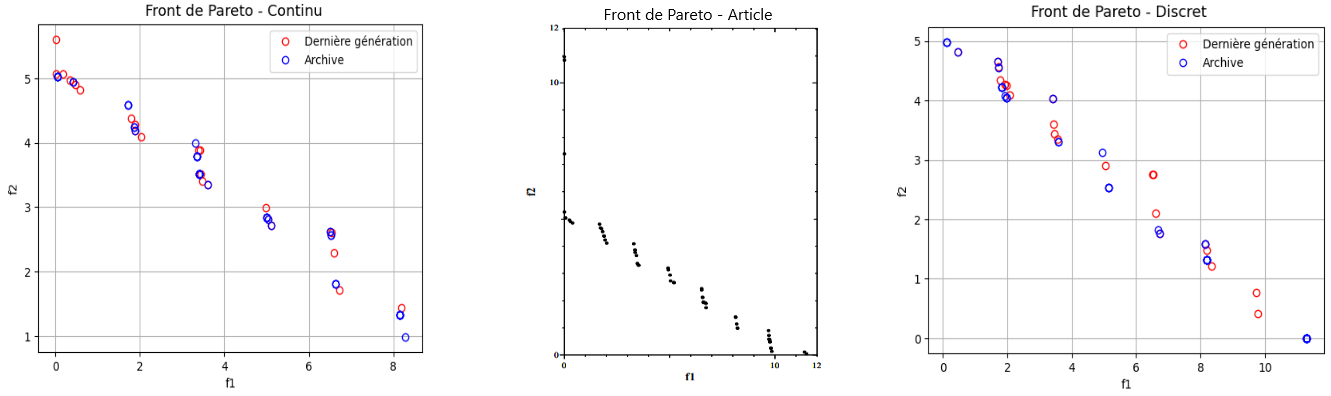 Front de Pareto - Continu
Dernière génération
Archive
5
4
3
2
1
f2
0
2
4
6
8
f1
Front de Pareto - Article
12
10
f2
0
0
10
12
f1
Front de Pareto - Discret
Dernière génération
Archive
5
4
3
2
1
0
f2
0
2
4
6
8
10
f1